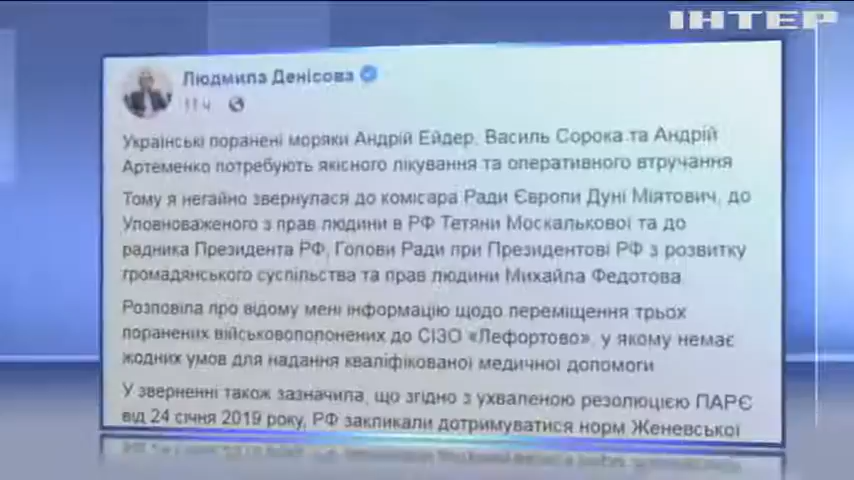 ІНТЕР
Людмила Денісова
11 ч
Українські поранені моряки Андрій Ейдер, Василь Сорока та Андрій
Артеменко потребують якісного лікування та оперативного втручання
Тому я негайно звернулася до комісара Ради Європи Дуні Міятович, до
Уповноваженого з прав людини в РФ Тетяни Москалькової та до
радника Президента РФ, Голови Ради при Президентові РФ з розвитку
громадянського суспільства та прав людини Михайла Федотова
Розповіла про відому мені інформацію щодо переміщення трьох
поранених військовополонених до СІЗО «Лефортово», у якому немає
жодних умов для надання кваліфікованої медичної допомоги
У зверненні також зазначила, що згідно з ухваленою резолюцією ПАРЄ
від 24 січня 2019 року, РФ закликали дотримуватися норм Женевської